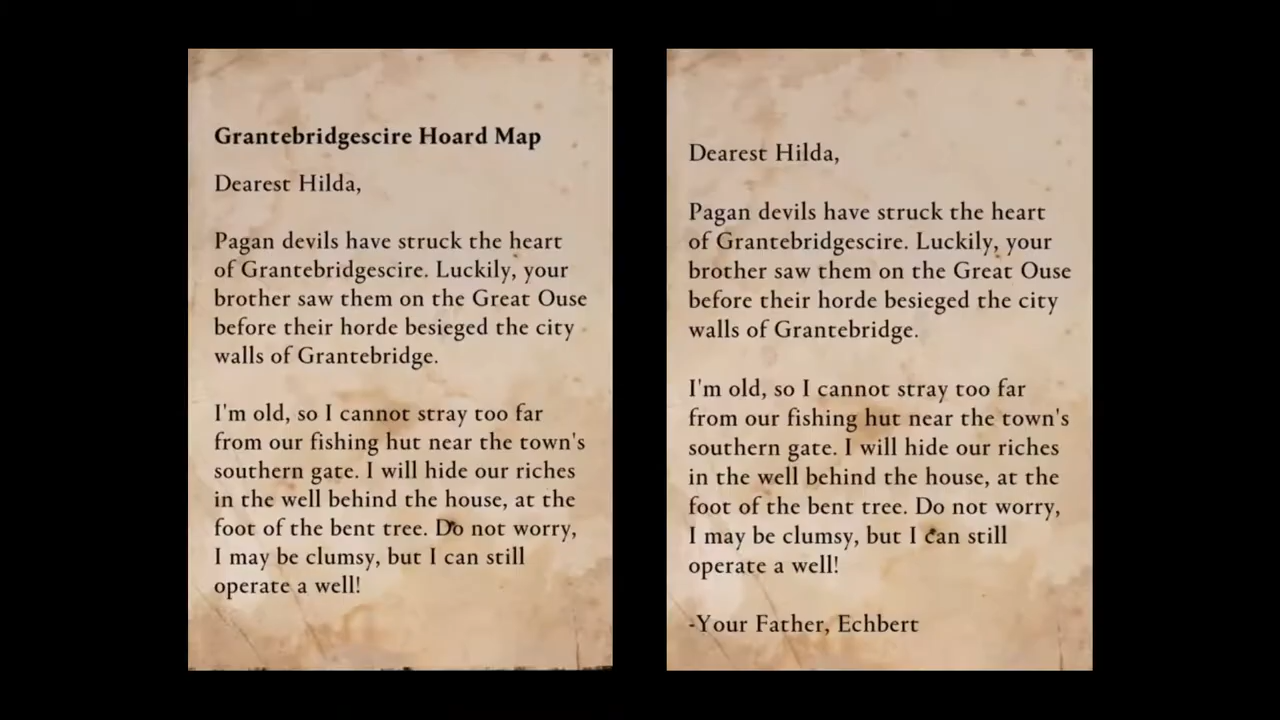 Grantebridgescire Hoard Map
Dearest Hilda,
Pagan devils have struck the heart
of Grantebridgescire. Luckily, your
brother saw them on the Great Ouse
before their horde besieged the city
walls of Grantebridge.
I'm old, so I cannot stray too far
from our fishing hut near the town's
southern gate. I will hide our riches
in the well behind the house, at the
foot of the bent tree. Do not worry,
I may be clumsy, but I can still
operate a well!
Dearest Hilda,
Pagan devils have struck the heart
of Grantebridgescire. Luckily, your
brother saw them on the Great Ouse
before their horde besieged the city
walls of Grantebridge.
I'm old, so I cannot stray too far
from our fishing hut near the town's
southern gate. I will hide our riches
in the well behind the house, at the
foot of the bent tree. Do not worry,
I may be clumsy, but I can still
operate a well!
-Your Father, Echbert